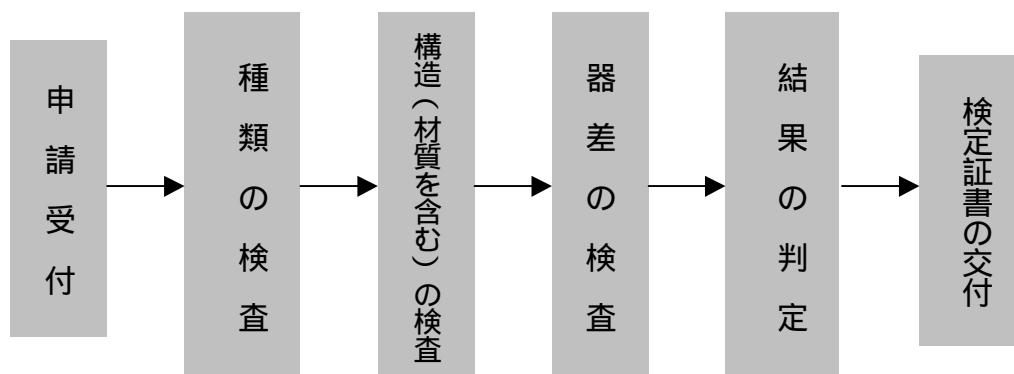 申請受付
種類の検査
構造(材質を含む)の検査
器差の検査
結果の判定
検定証書の交付